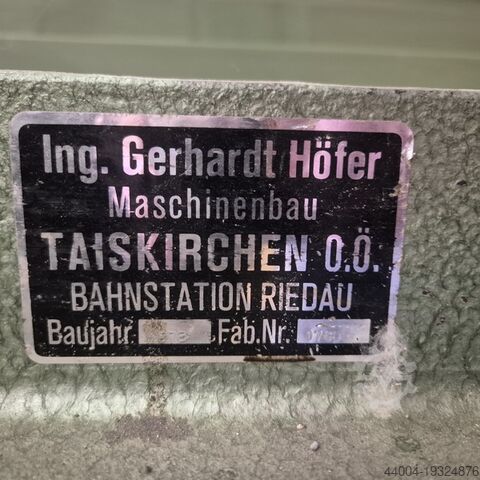 Ing. Gerhardt Höfer
Maschinenbau
TAISKIRCHEN O.Ö.
BAHNSTATION RIEDAU
Baujahr Fab.Nr.
44004-19324876